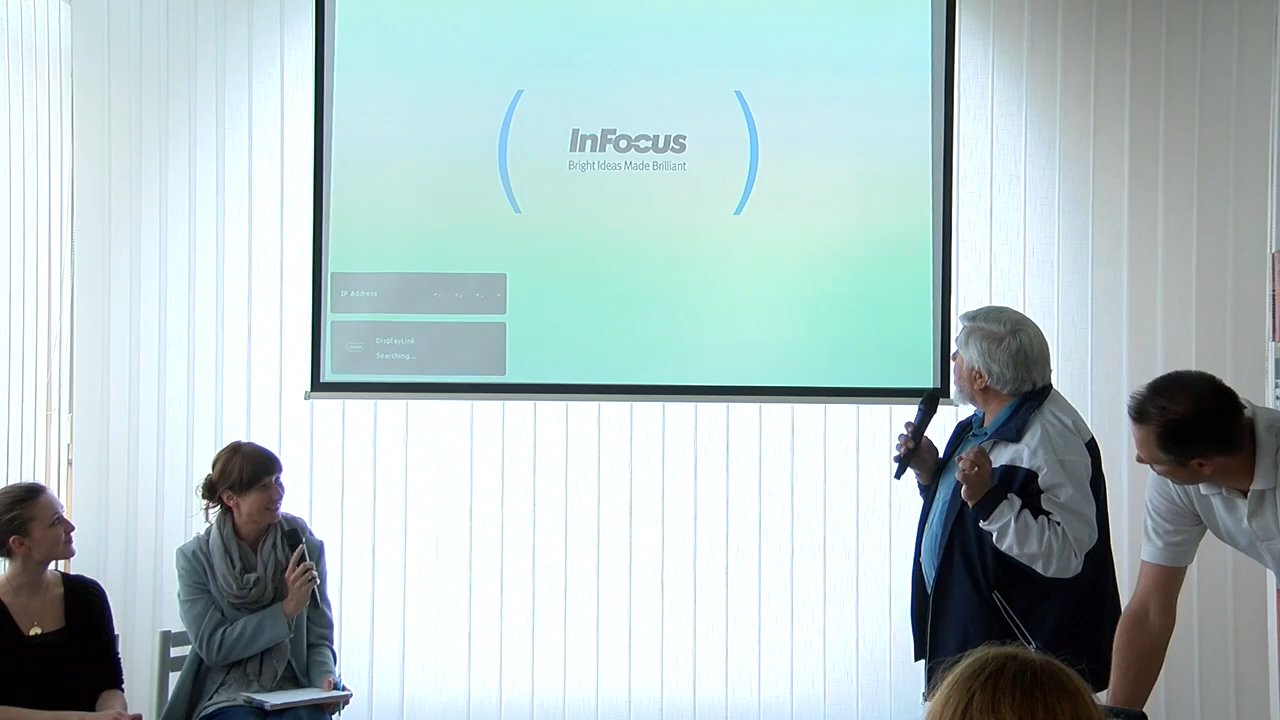 InFocus
Bright Ideas Made Brilliant
IP Address
DisplayLink
Searching...